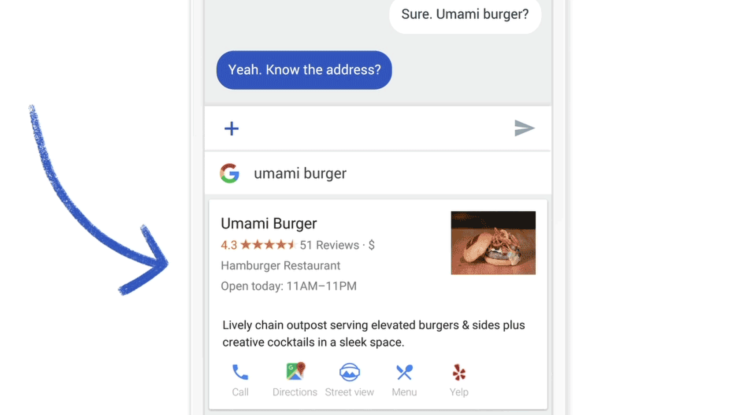 Sure. Umami burger?
Yeah. Know the address?
umami burger
Umami Burger
4.3 51 Reviews · $
Hamburger Restaurant
Open today: 11AM–11PM
Lively chain outpost serving elevated burgers & sides plus
creative cocktails in a sleek space.
Call Directions Street view Menu Yelp